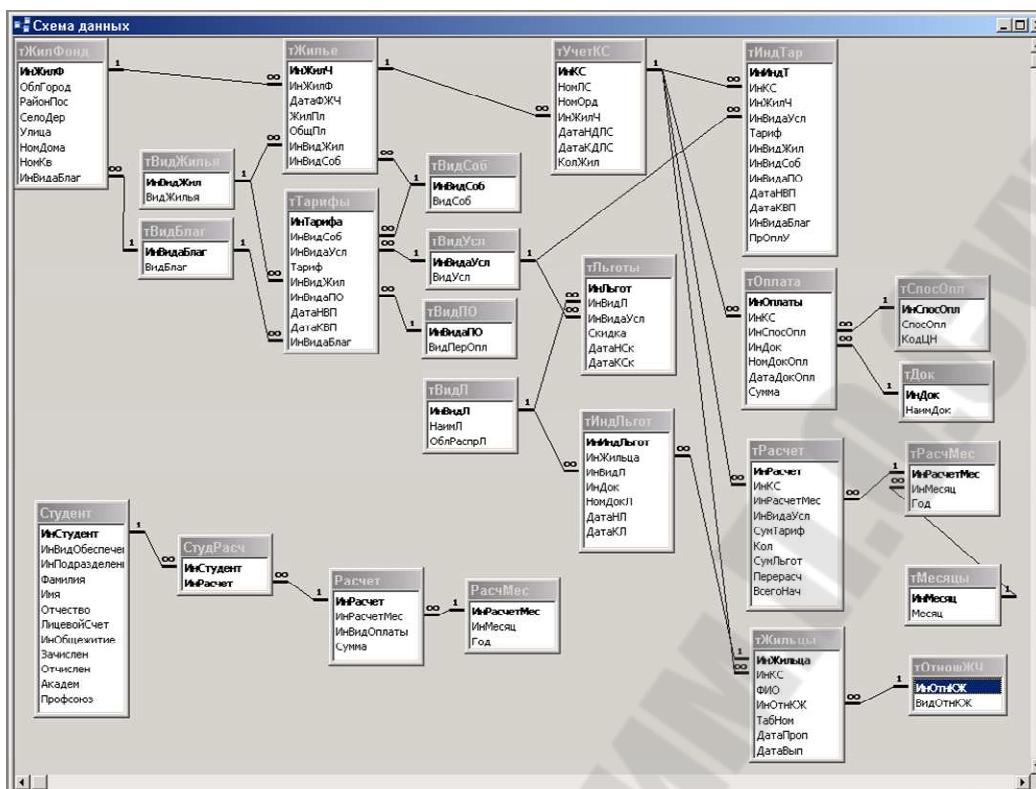 Схема данных
тЖилФонд
ИнЖилФ
ОблГород
РайонПос
СелоДер
Улица
НомДома
НомКв
ИнВидаБлаг
тЖилье
ИнЖилЧ
ИнЖилФ
ДатаФЖЧ
ЖилПл
ОбщПл
ИнВидЖил
ИнВидСоб
тУчетКС
ИнКС
НомЛС
НомОрд
ИнЖилЧ
ДатаНДЛС
ДатаКДЛС
КолЖил
тИндТар
ИнИндТ
ИнКС
ИнЖилЧ
ИнВидаУсл
Тариф
ИнВидЖил
ИнВидСоб
ИнВидаПО
ДатаНВП
ДатаКВП
ИнВидаБлаг
ПрОплУ
тВидЖилья
ИнВидЖил
ВидЖилья
тВидСоб
ИнВидСоб
ВидСоб
тТарифы
ИнТарифа
ИнВидСоб
ИнВидаУсл
Тариф
ИнВидЖил
ИнВидаПО
ДатаНВП
ДатаКВП
ИнВидаБлаг
тВидБлаг
ИнВидаБлаг
ВидБлаг
тВидУсл
ИнВидаУсл
ВидУсл
тЛьготы
ИнЛьгот
ИнВидЛ
ИнВидаУсл
Скидка
ДатаНСк
ДатаКСк
тОплата
ИнОплаты
ИнКС
ИнСпосОпл
ИнДок
НомДокОпл
ДатаДокОпл
Сумма
тСпосОпл
ИнСпосОпл
СпосОпл
КодЦН
тВидПО
ИнВидаПО
ВидПерОпл
тДок
ИнДок
НаимДок
тВидЛ
ИнВидЛ
НаимЛ
ОблРаспрЛ
тИндЛьгот
ИнИндЛьгот
ИнЖильца
ИнВидЛ
ИнДок
НомДокЛ
ДатаНЛ
ДатаКЛ
тРасчет
ИнРасчет
ИнКС
ИнРасчетМес
ИнВидаУсл
СумТариф
Кол
СумЛьгот
Перерасч
ВсегоНач
тРасчМес
ИнРасчетМес
ИнМесяц
Год
Студент
ИнСтудент
ИнВидОбеспечен
ИнПодразделен
Фамилия
Имя
Отчество
ЛицевойСчет
ИнОбщежитие
Зачислен
Отчислен
Академ
Профсоюз
СтудРасч
ИнСтудент
ИнРасчет
Расчет
ИнРасчет
ИнРасчетМес
ИнВидОплаты
Сумма
РасчМес
ИнРасчетМес
ИнМесяц
Год
тМесяцы
ИнМесяц
Месяц
тЖильцы
ИнЖильца
ИнКС
ФИО
ИнОтнКЖ
ТабНом
ДатаПроп
ДатаВып
тОтношЖЧ
ИнОтнКЖ
ВидОтнКЖ